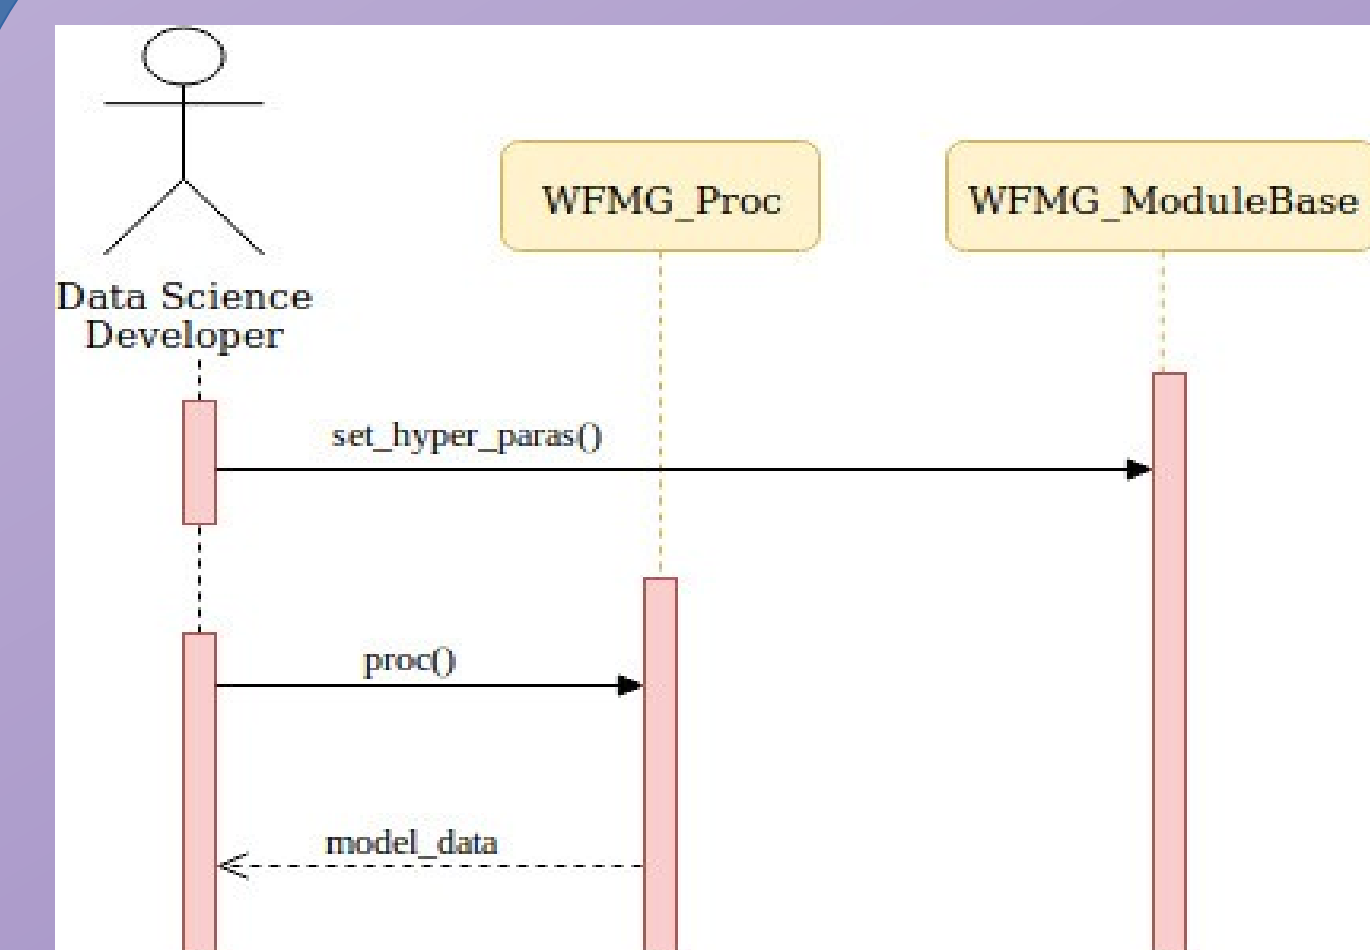 WFMG_Proc
WFMG_ModuleBase
Data Science
Developer
set_hyper_paras()
proc()
model_data